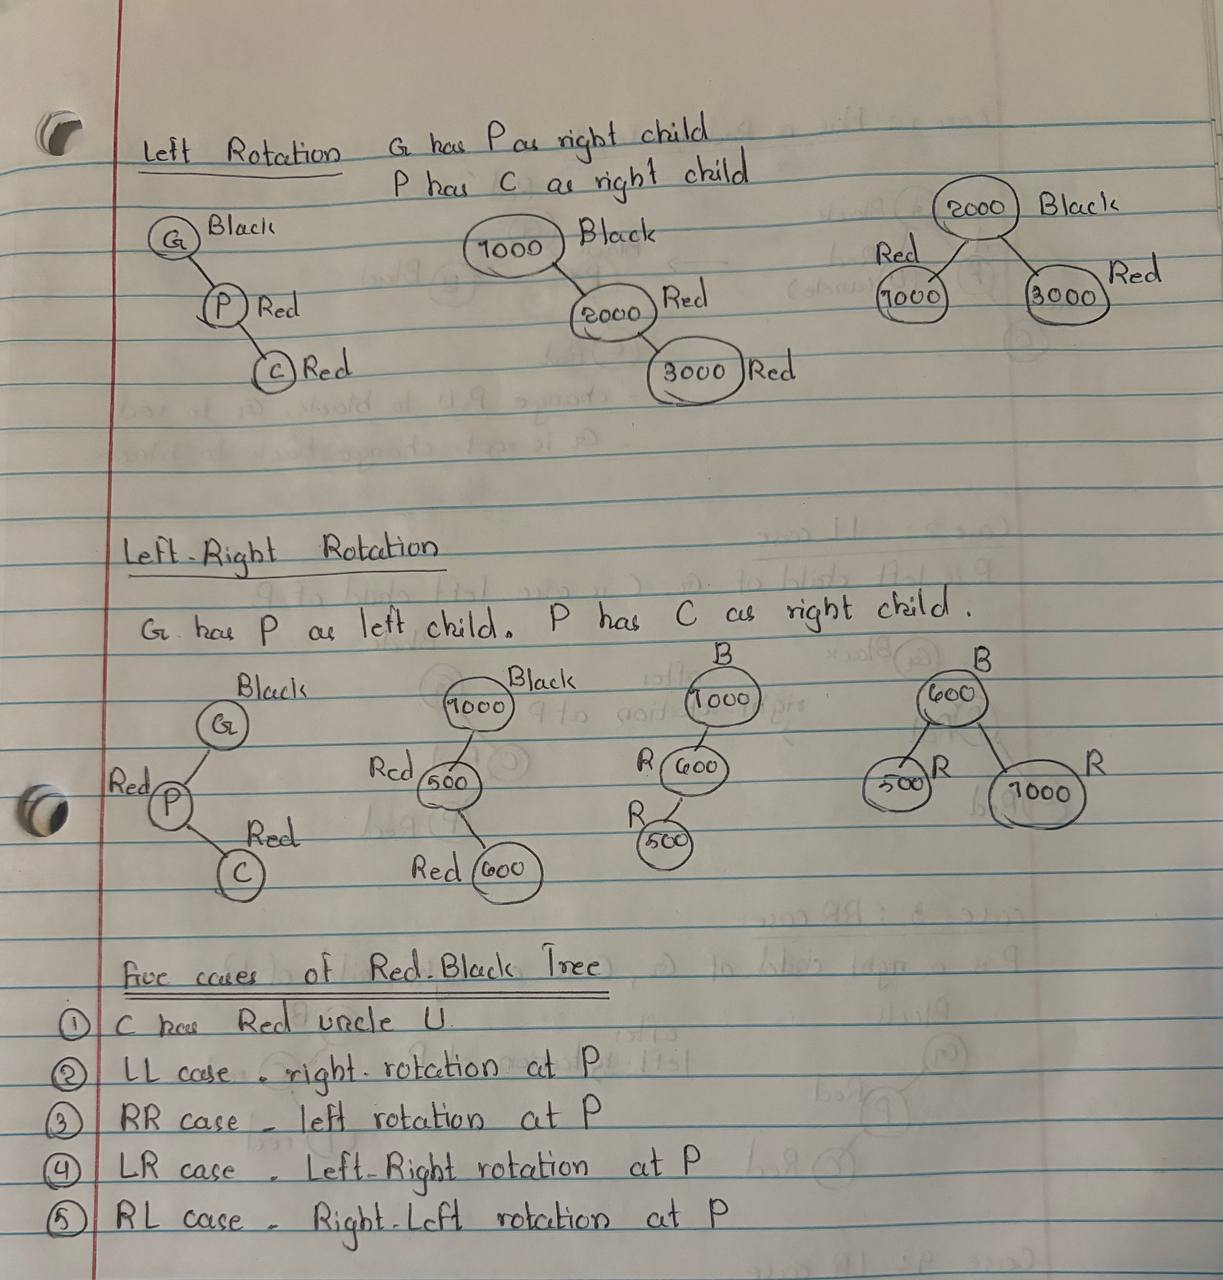 Left Rotation G has P as right child
P has C as right child
G Black
P Red
C Red
1000 Black
2000 Red
3000 Red
2000 Black
Red
1000
3000 Red
Left-Right Rotation
G has P as left child. P has C as right child.
Black
G
Red
P
Red
C
1000 Black
Red 500
Red 600
B
1000
R 600
R
500
B
600
500 R
1000 R
Five cases of Red-Black Tree
① C has Red uncle U.
② LL case - right rotation at P
③ RR case - left rotation at P
④ LR case - Left-Right rotation at P
⑤ RL case - Right-Left rotation at P